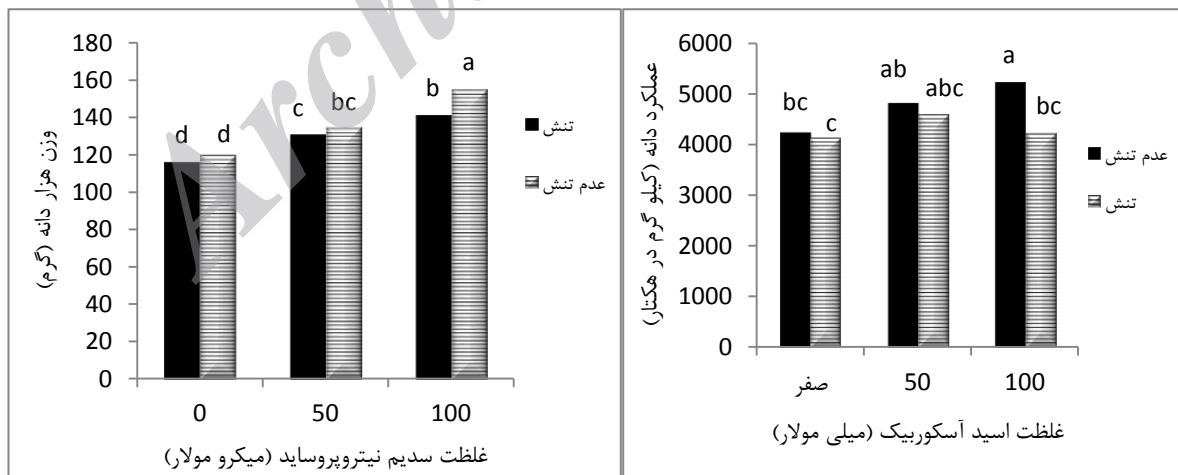 وزن هزار دانه (گرم)
180
160
140
120
100
80
60
40
20
0
d d c bc b a
0 50 100
غلظت سدیم نیتروپروساید (میکرو مولار)
تنش
عدم تنش
عملکرد دانه (کیلو گرم در هکتار)
6000
5000
4000
3000
2000
1000
0
bc c ab abc a bc
صفر 50 100
غلظت اسید آسکوربیک (میلی مولار)
عدم تنش
تنش
Arch